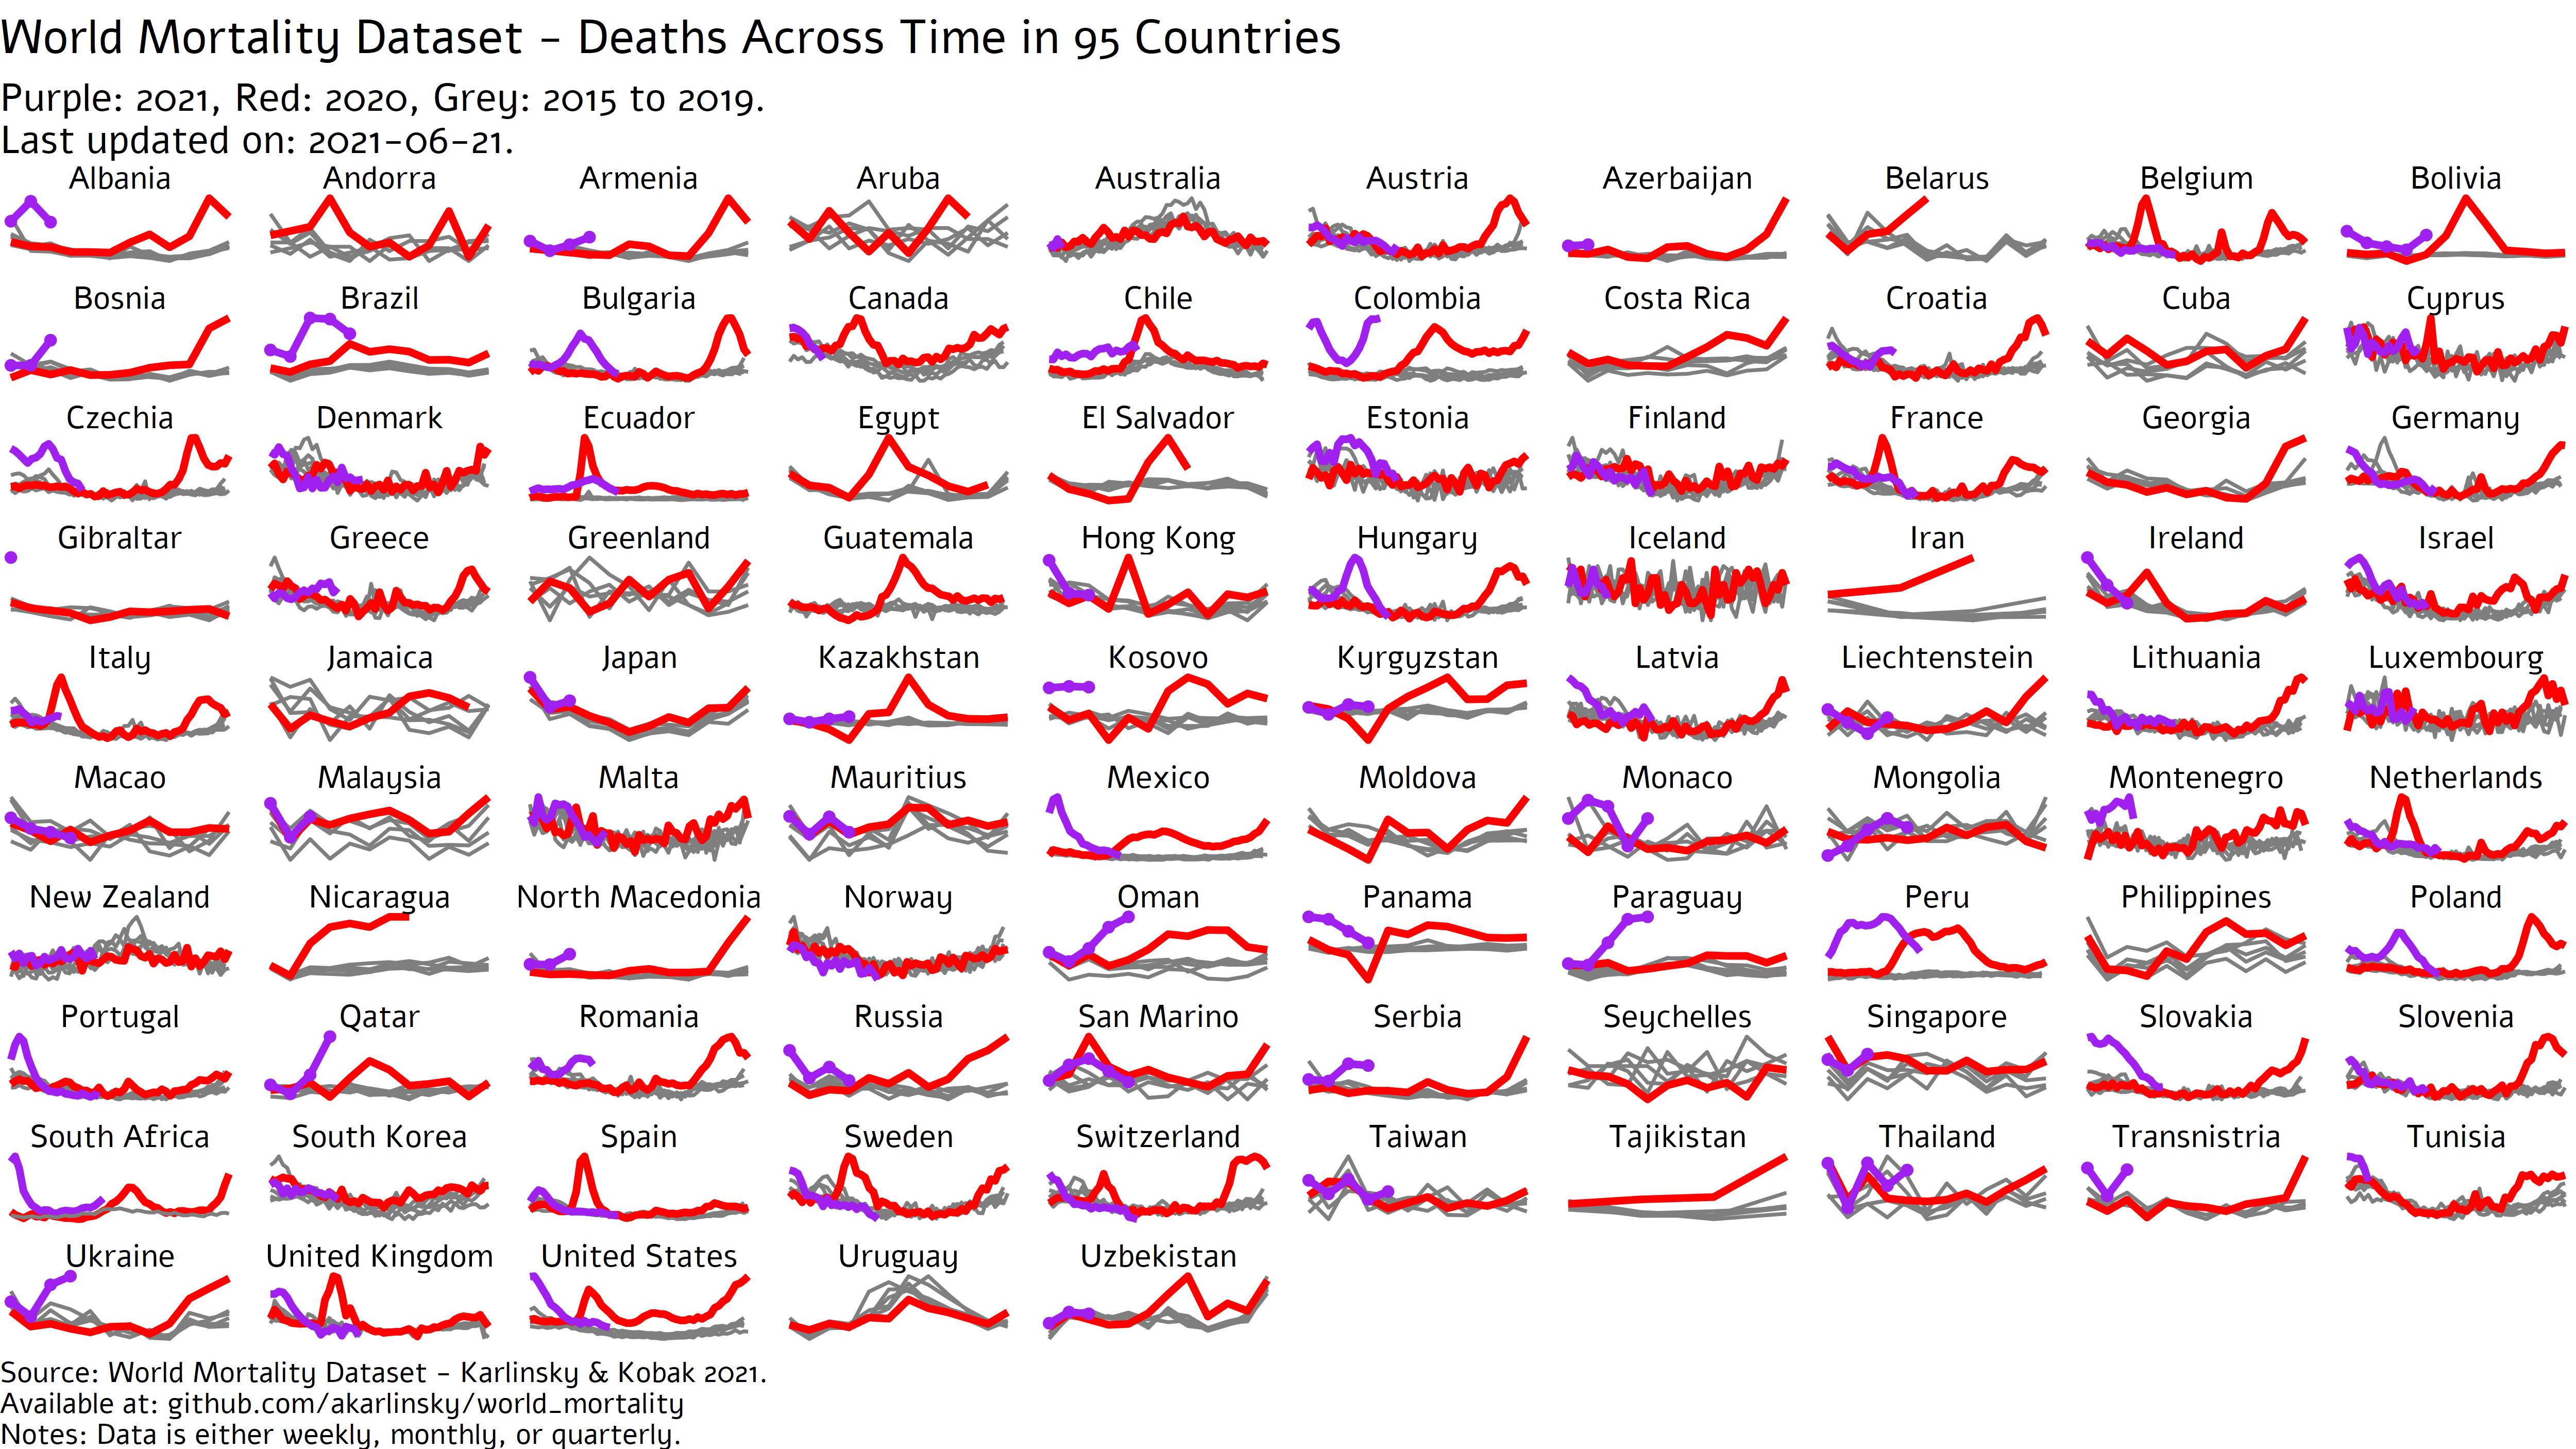 World Mortality Dataset - Deaths Across Time in 95 Countries
Purple: 2021, Red: 2020, Grey: 2015 to 2019.
Last updated on: 2021-06-21.
Albania Andorra Armenia Aruba Australia Austria Azerbaijan Belarus Belgium Bolivia
Bosnia Brazil Bulgaria Canada Chile Colombia Costa Rica Croatia Cuba Cyprus
Czechia Denmark Ecuador Egypt El Salvador Estonia Finland France Georgia Germany
Gibraltar Greece Greenland Guatemala Hong Kong Hungary Iceland Iran Ireland Israel
Italy Jamaica Japan Kazakhstan Kosovo Kyrgyzstan Latvia Liechtenstein Lithuania Luxembourg
Macao Malaysia Malta Mauritius Mexico Moldova Monaco Mongolia Montenegro Netherlands
New Zealand Nicaragua North Macedonia Norway Oman Panama Paraguay Peru Philippines Poland
Portugal Qatar Romania Russia San Marino Serbia Seychelles Singapore Slovakia Slovenia
South Africa South Korea Spain Sweden Switzerland Taiwan Tajikistan Thailand Transnistria Tunisia
Ukraine United Kingdom United States Uruguay Uzbekistan
Source: World Mortality Dataset - Karlinsky & Kobak 2021.
Available at: github.com/akarlinsky/world_mortality
Notes: Data is either weekly, monthly, or quarterly.